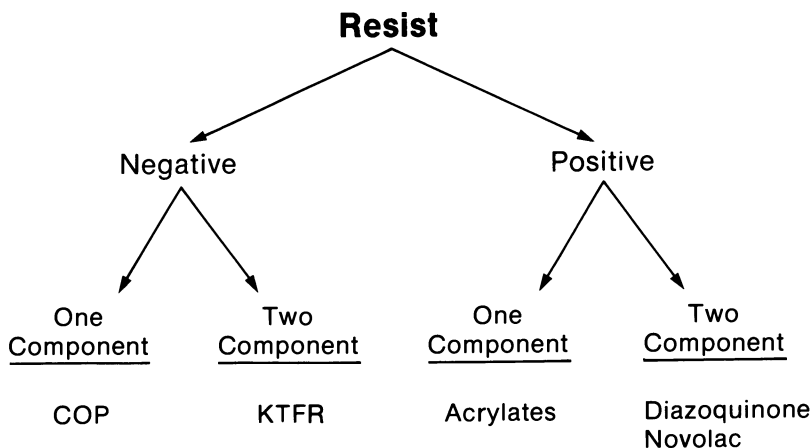 Resist
Negative
Positive
One
Component
Two
Component
One
Component
Two
Component
COP
KTFR
Acrylates
Diazoquinone
Novolac